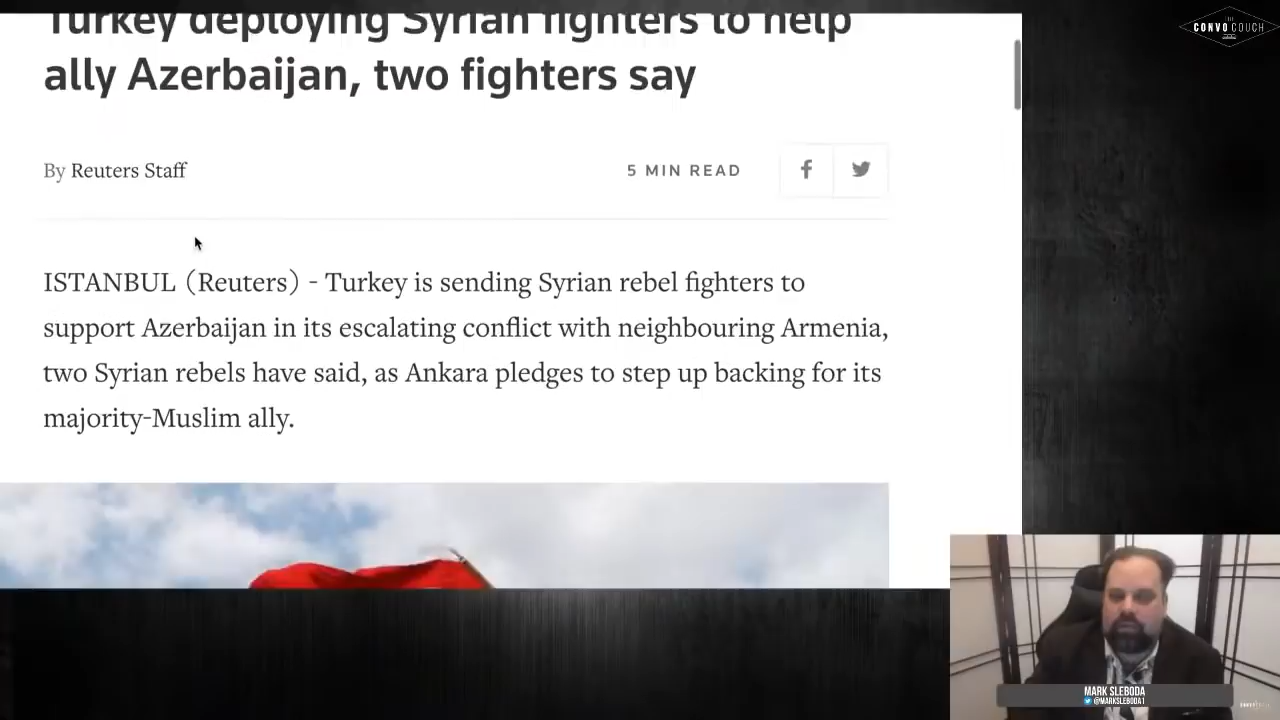 Turkey deploying Syrian fighters to help
ally Azerbaijan, two fighters say
By Reuters Staff
5 MIN READ
ISTANBUL (Reuters) - Turkey is sending Syrian rebel fighters to
support Azerbaijan in its escalating conflict with neighbouring Armenia,
two Syrian rebels have said, as Ankara pledges to step up backing for its
majority-Muslim ally.
THE
CONVO COUCH
MARK SLEBODA
@MARKSLEBODA1